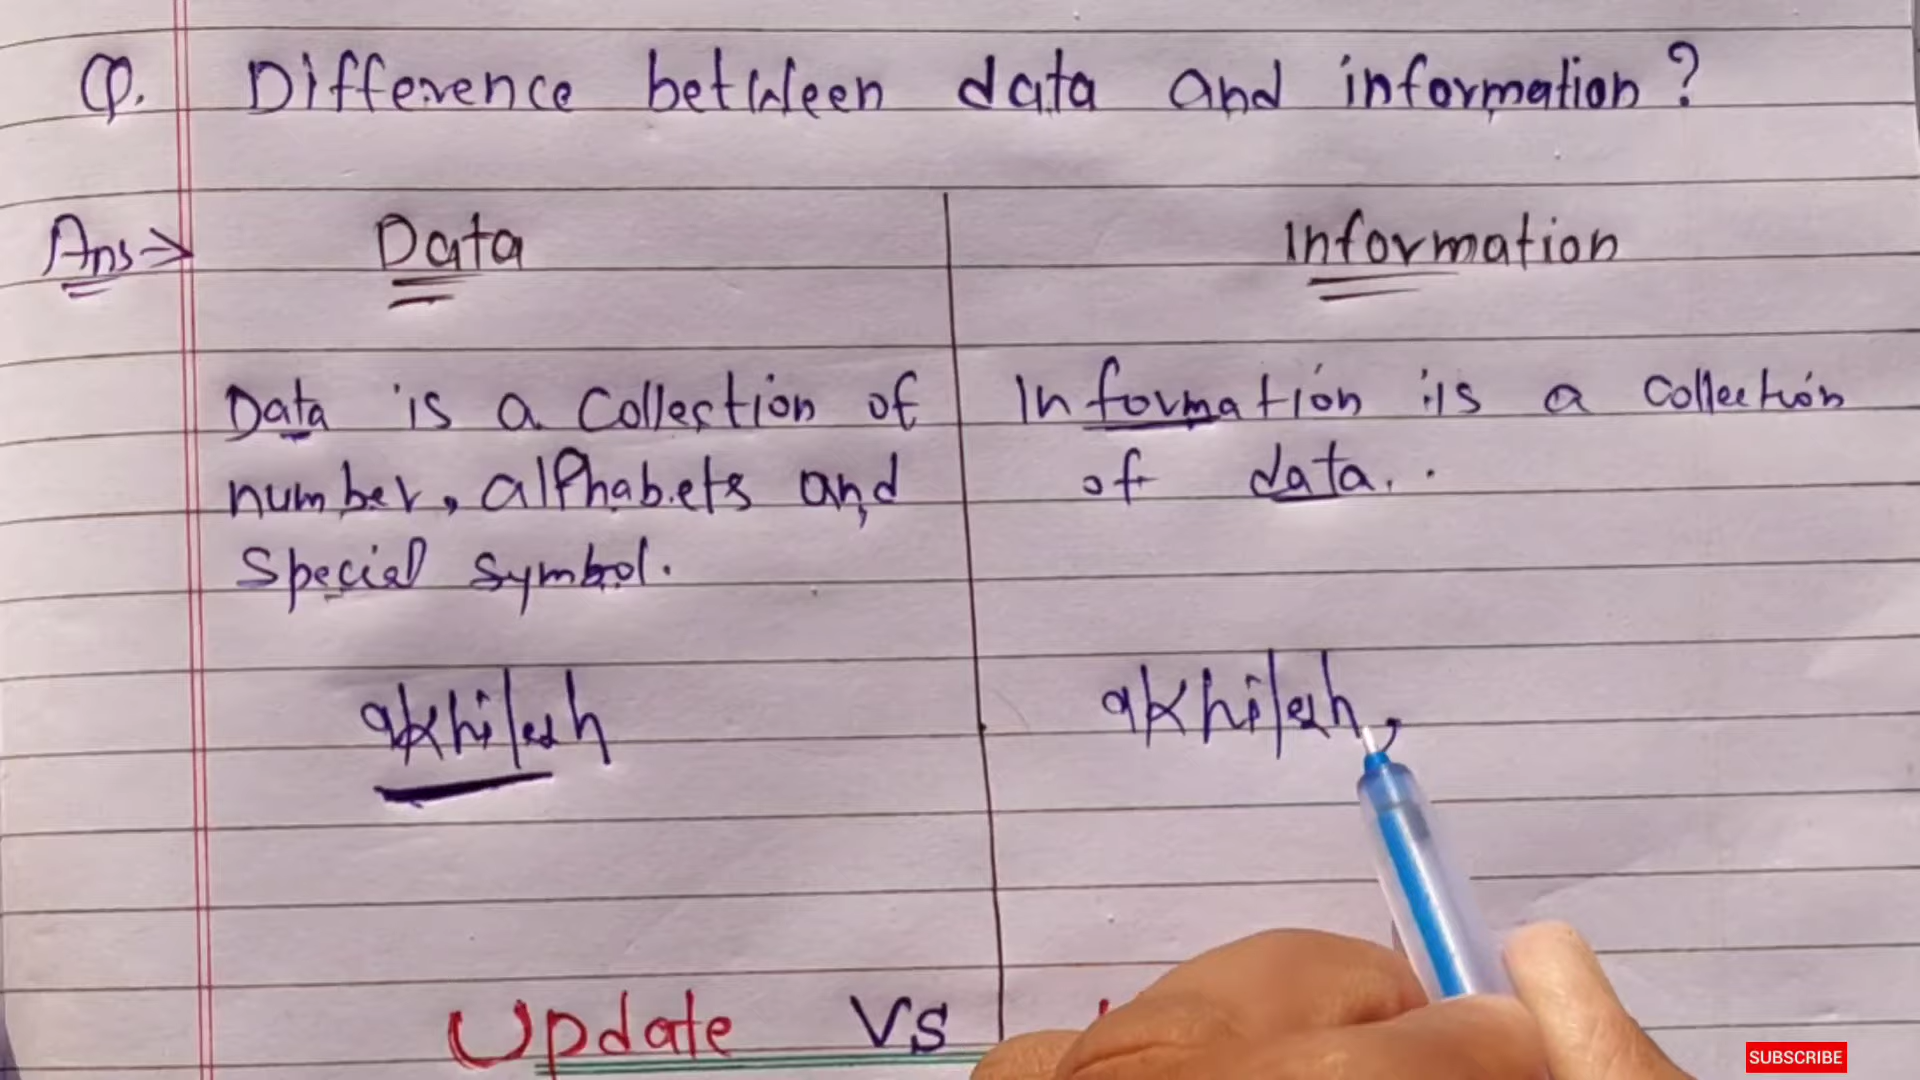 Q. Difference between data and information?
Ans→ Data Information
Data is a collection of
number, alphabets and
special symbol.
Information is a collection
of data.
akhilesh
akhilesh,
Update Vs
SUBSCRIBE